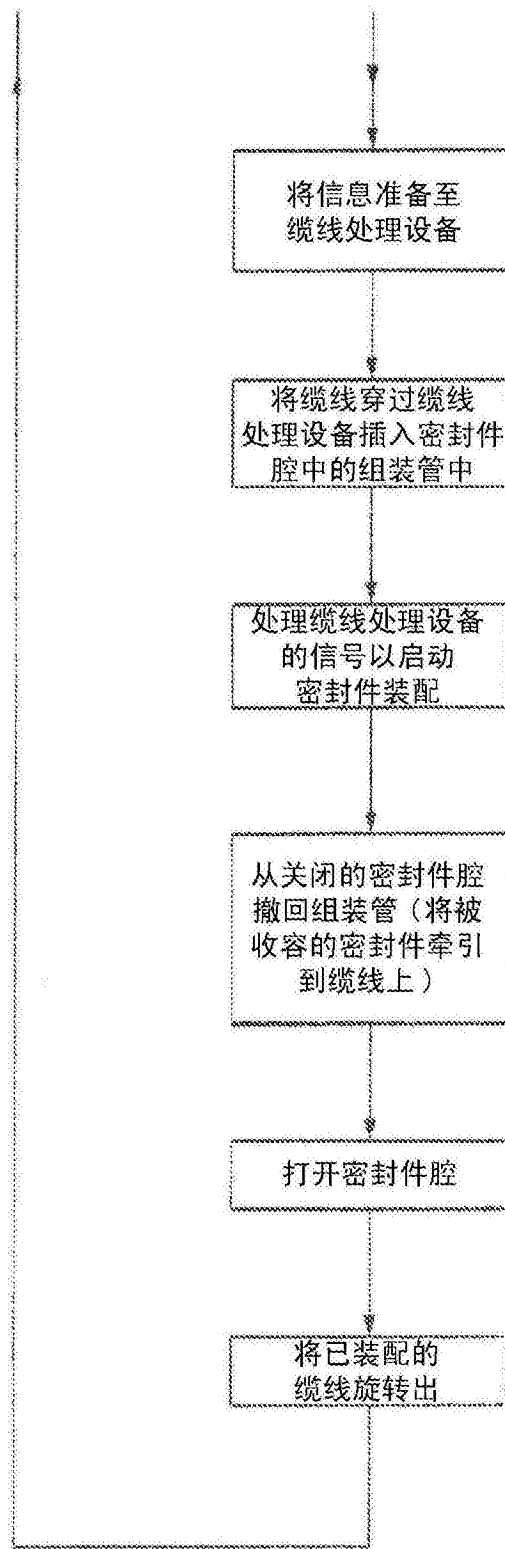 将信息准备至
缆线处理设备
将缆线穿过缆线
处理设备插入密封件
腔中的组装管中
处理缆线处理设备
的信号以启动
密封件装配
从关闭的密封件腔
撤回组装管（将被
收容的密封件牵引
到缆线上）
打开密封件腔
将已装配的
缆线旋转出